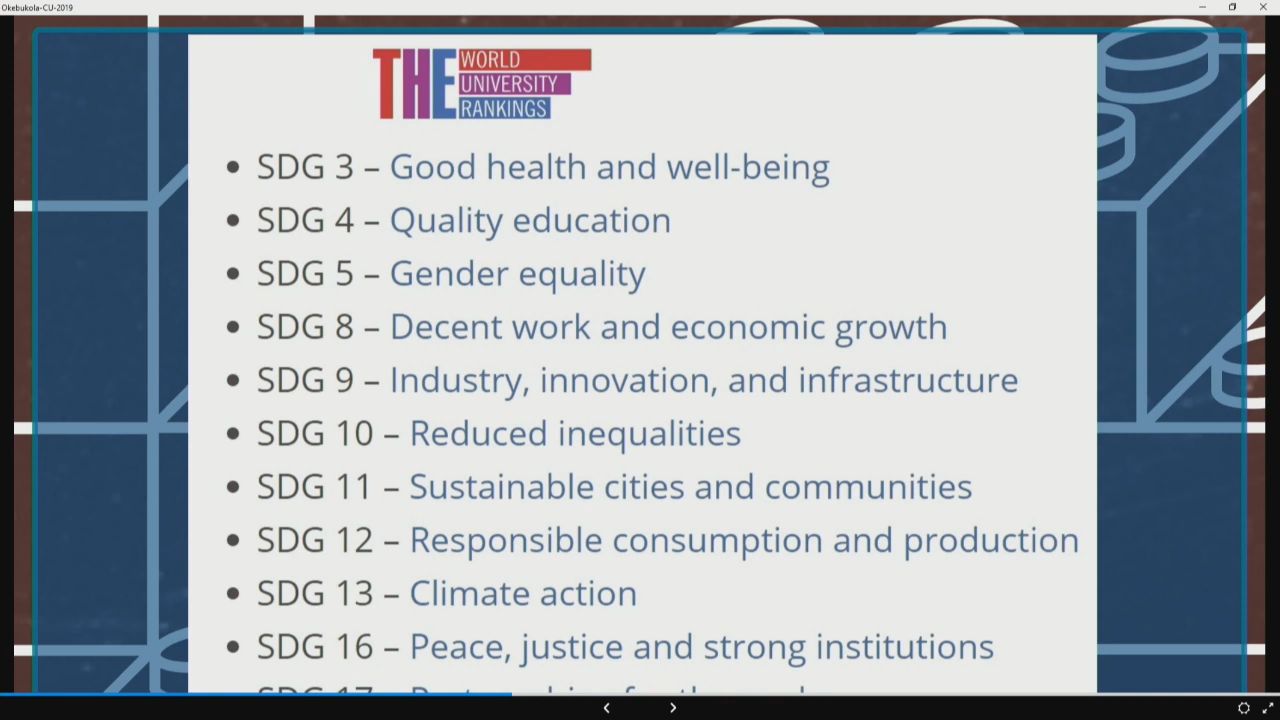 Okebukola-CU-2019
THE WORLD
UNIVERSITY
RANKINGS
• SDG 3 – Good health and well-being
• SDG 4 – Quality education
• SDG 5 – Gender equality
• SDG 8 – Decent work and economic growth
• SDG 9 – Industry, innovation, and infrastructure
• SDG 10 – Reduced inequalities
• SDG 11 – Sustainable cities and communities
• SDG 12 – Responsible consumption and production
• SDG 13 – Climate action
• SDG 16 – Peace, justice and strong institutions
SDG 17